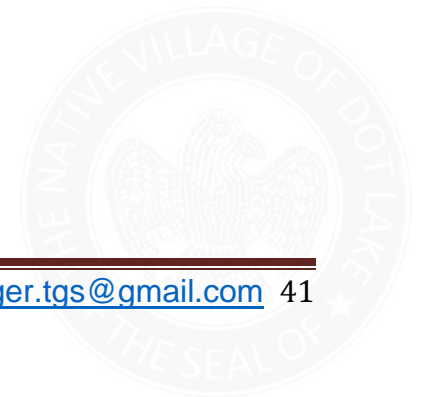 THE NATIVE VILLAGE OF DOT LAKE
ger.tgs@gmail.com 41
THE SEAL OF